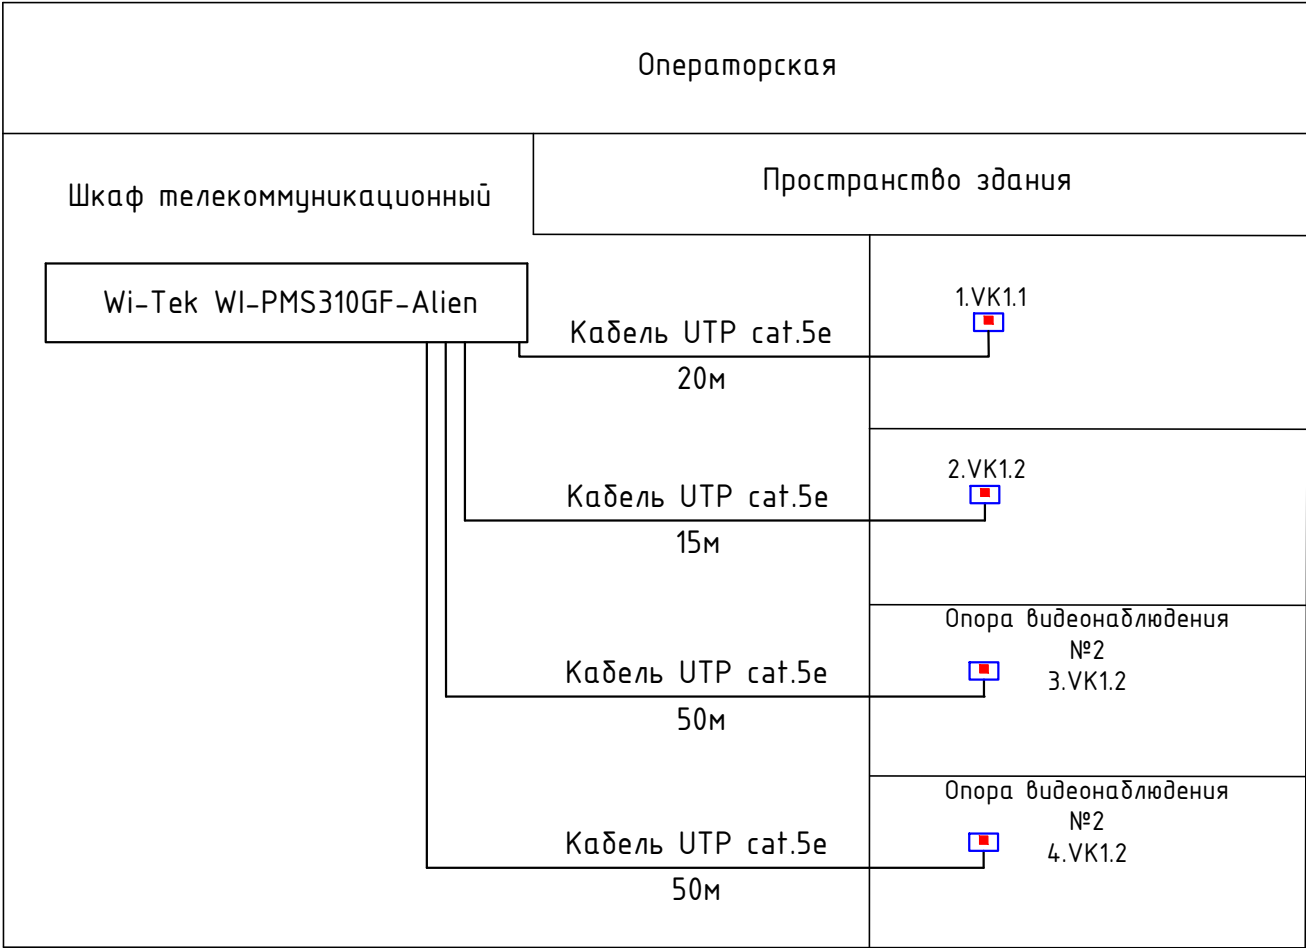 Операторская
Шкаф телекоммуникационный
Пространство здания
Wi-Tek WI-PMS310GF-Alien
1.VK1.1
Кабель UTP cat.5e
20м
2.VK1.2
Кабель UTP cat.5e
15м
Опора видеонаблюдения
№2
3.VK1.2
Кабель UTP cat.5e
50м
Опора видеонаблюдения
№2
4.VK1.2
Кабель UTP cat.5e
50м